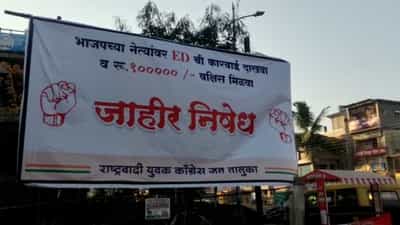 भाजपच्या नेत्यांवर ED ची कारवाई दाखवा
व रू.१००००० /- बक्षिस मिळवा
जाहीर निषेध
राष्ट्रवादी युवक काँग्रेस जत तालुका